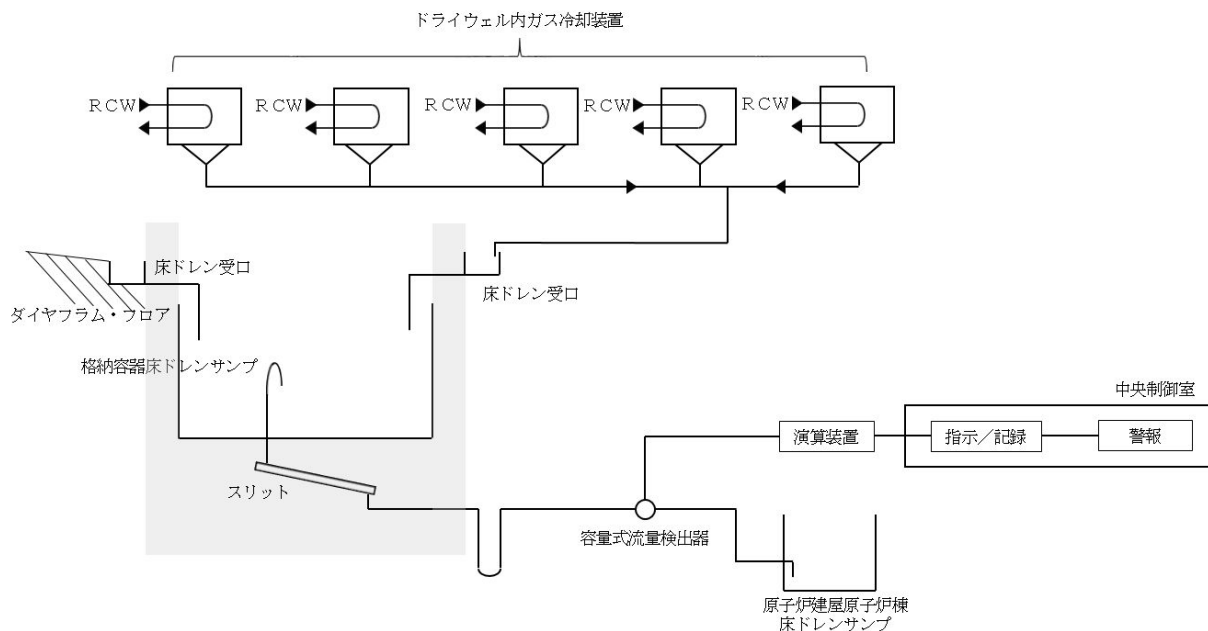 ドライウェル内ガス冷却装置
ＲＣＷ
ＲＣＷ
ＲＣＷ
ＲＣＷ
ＲＣＷ
床ドレン受口
床ドレン受口
ダイヤフラム・フロア
格納容器床ドレンサンプ
中央制御室
演算装置
指示／記録
警報
スリット
容量式流量検出器
原子炉建屋原子炉棟
床ドレンサンプ